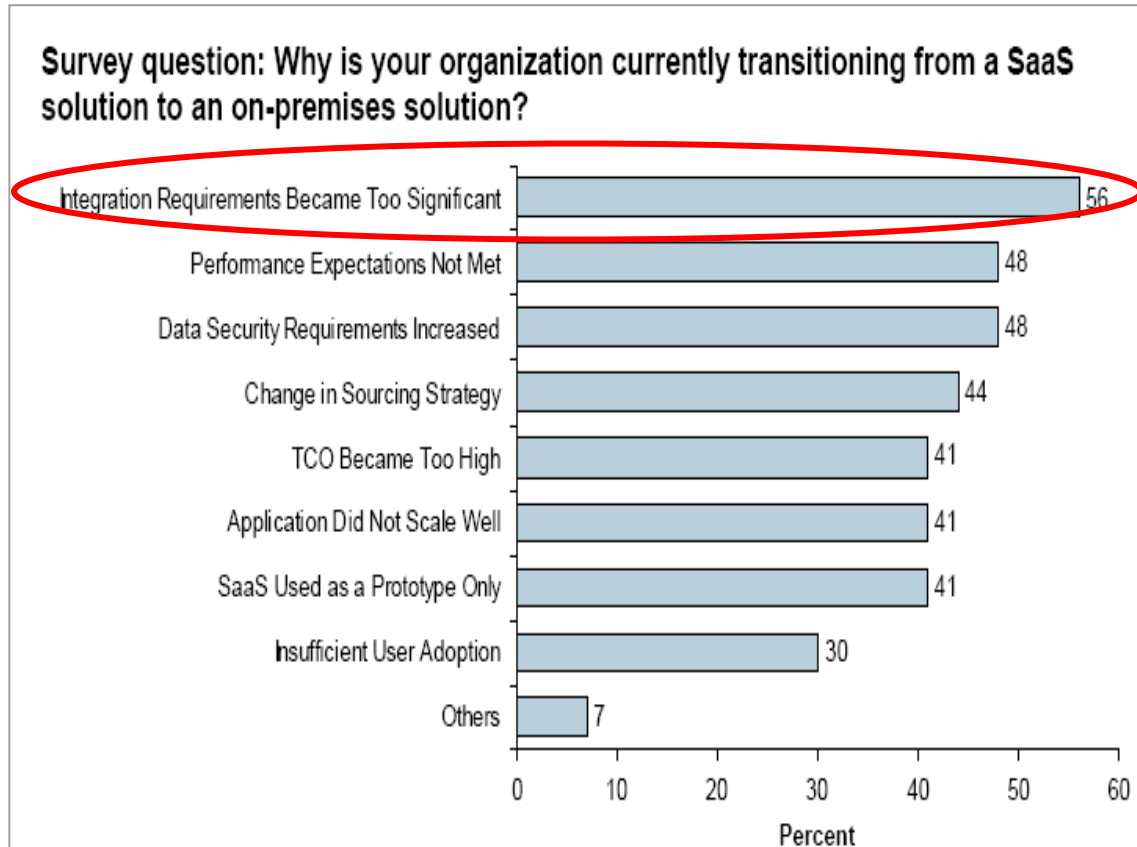 Survey question: Why is your organization currently transitioning from a SaaS
solution to an on-premises solution?
Integration Requirements Became Too Significant 56
Performance Expectations Not Met 48
Data Security Requirements Increased 48
Change in Sourcing Strategy 44
TCO Became Too High 41
Application Did Not Scale Well 41
SaaS Used as a Prototype Only 41
Insufficient User Adoption 30
Others 7
0 10 20 30 40 50 60
Percent